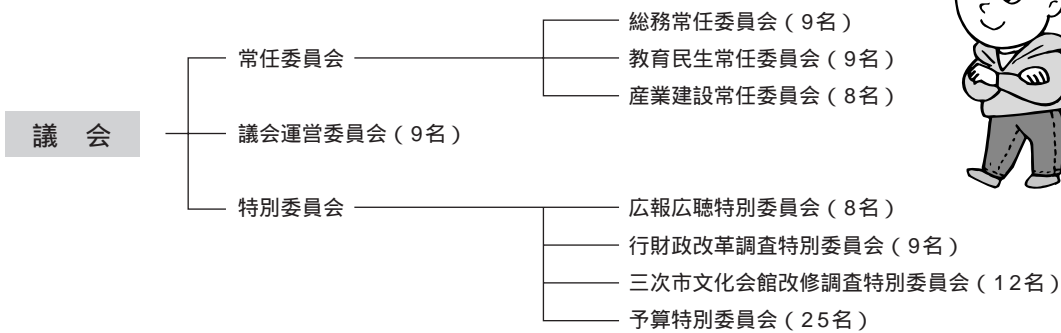 総務常任委員会(9名)
常任委員会
教育民生常任委員会(9名)
産業建設常任委員会(8名)
議 会
議会運営委員会(9名)
特別委員会
広報広聴特別委員会(8名)
行財政改革調査特別委員会(9名)
三次市文化会館改修調査特別委員会(12名)
予算特別委員会(25名)